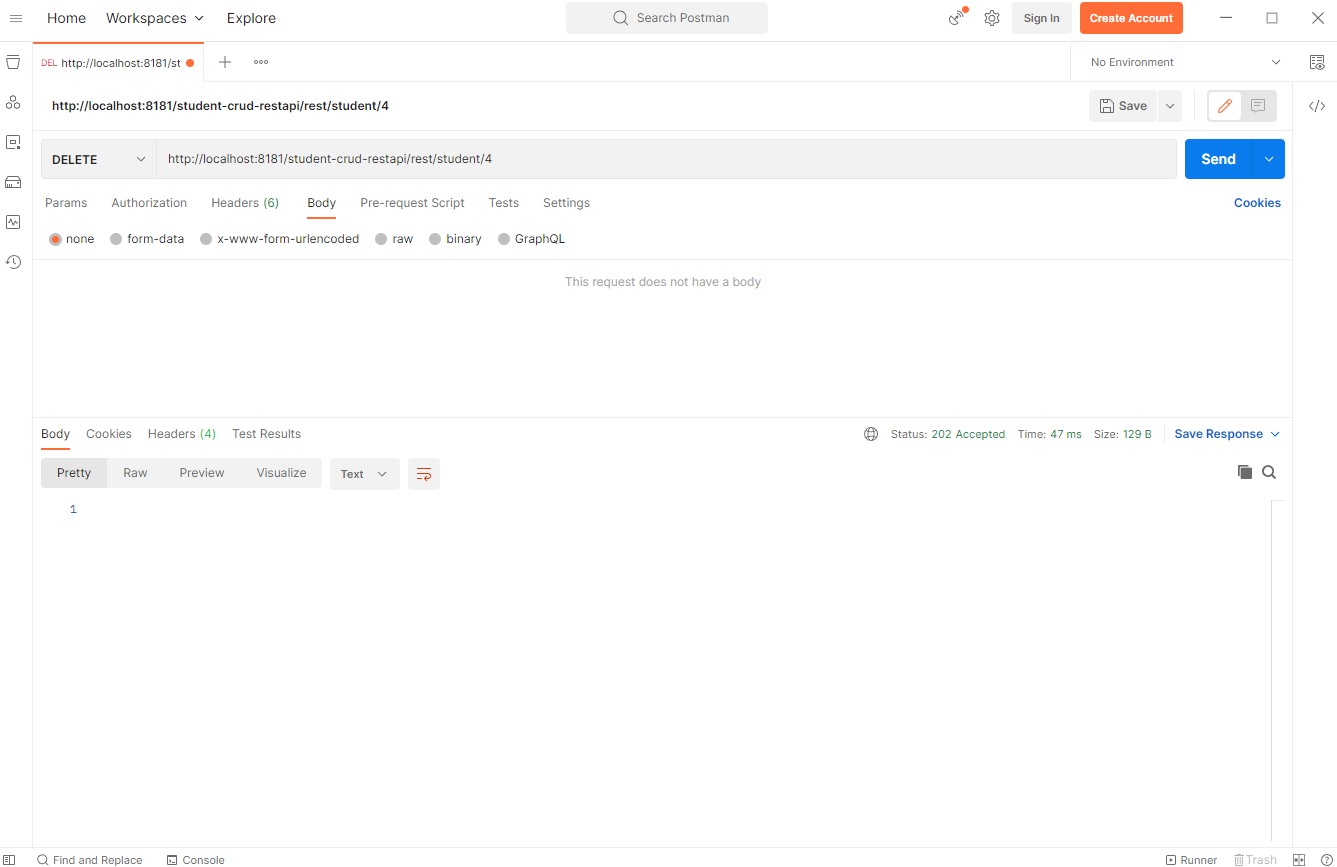 Home Workspaces Explore Search Postman Sign In Create Account
DEL http://localhost:8181/st No Environment
http://localhost:8181/student-crud-restapi/rest/student/4 Save
DELETE http://localhost:8181/student-crud-restapi/rest/student/4 Send
Params Authorization Headers (6) Body Pre-request Script Tests Settings Cookies
none form-data x-www-form-urlencoded raw binary GraphQL
This request does not have a body
Body Cookies Headers (4) Test Results Status: 202 Accepted Time: 47 ms Size: 129 B Save Response
Pretty Raw Preview Visualize Text
1
Find and Replace Console Runner Trash